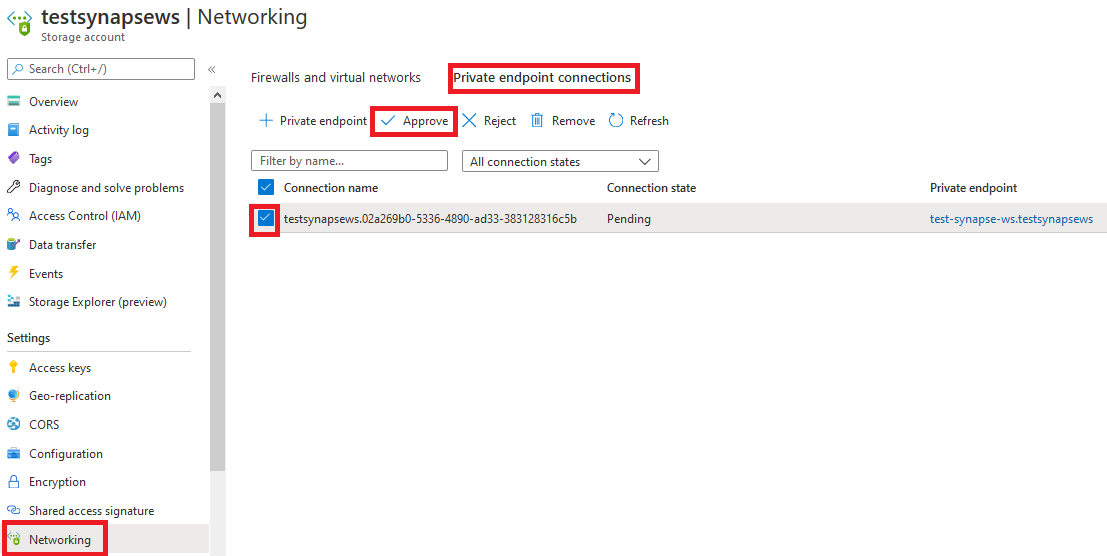 testsynapsews | Networking
Storage account
Search (Ctrl+/)
«
Overview
Activity log
Tags
Diagnose and solve problems
Access Control (IAM)
Data transfer
Events
Storage Explorer (preview)
Settings
Access keys
Geo-replication
CORS
Configuration
Encryption
Shared access signature
Networking
Firewalls and virtual networks Private endpoint connections
+ Private endpoint Approve Reject Remove Refresh
Filter by name... All connection states
Connection name Connection state Private endpoint
testsynapsews.02a269b0-5336-4890-ad33-383128316c5b Pending test-synapse-ws.testsynapsews